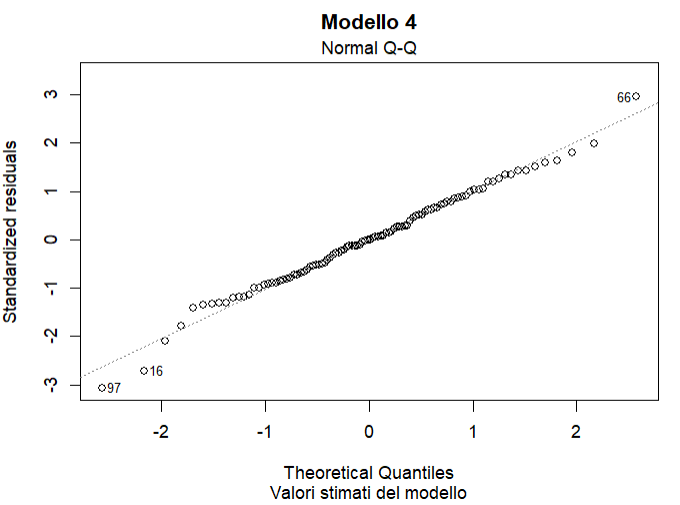 Modello 4
Normal Q-Q
Standardized residuals
3
2
1
0
-1
-2
-3
66
16
97
-2 -1 0 1 2
Theoretical Quantiles
Valori stimati del modello